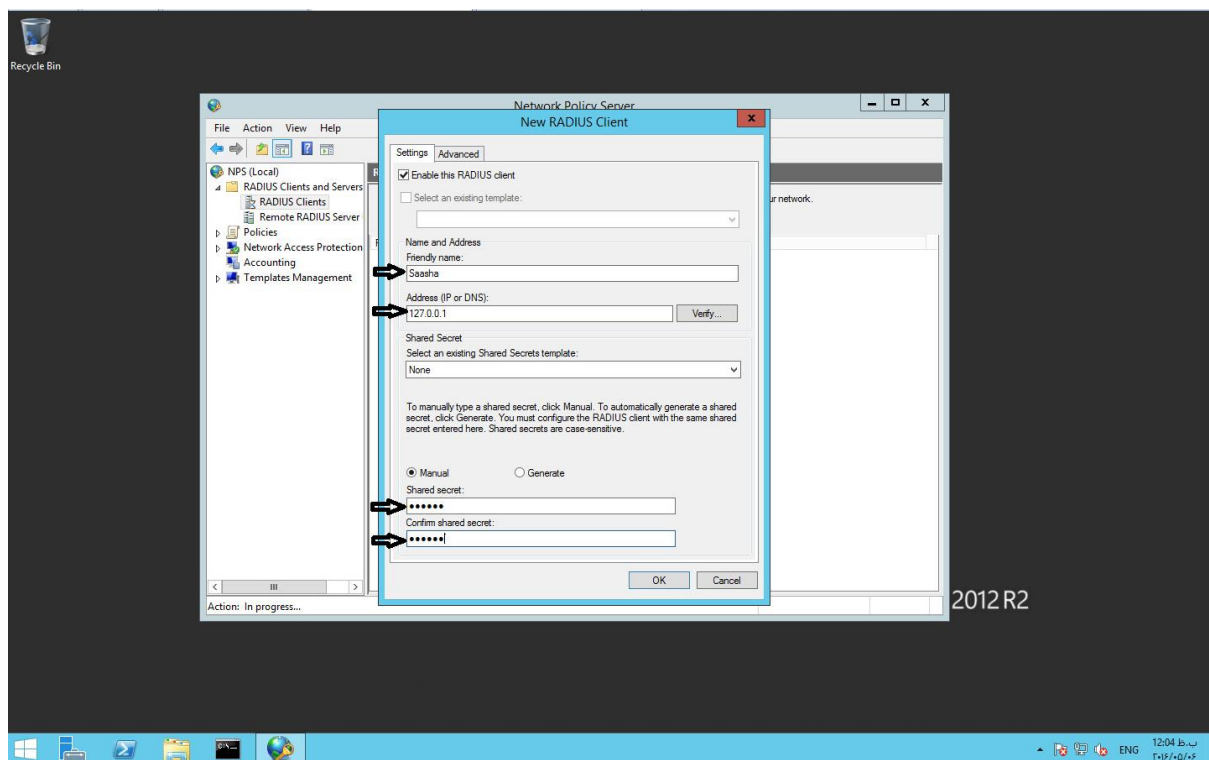 Recycle Bin
Network Policy Server
New RADIUS Client
File Action View Help
Settings Advanced
NPS (Local)
RADIUS Clients and Servers
RADIUS Clients
Remote RADIUS Server
Policies
Network Access Protection
Accounting
Templates Management
Enable this RADIUS client
Select an existing template:
ur network.
Name and Address
Friendly name:
Saasha
Address (IP or DNS):
127.0.0.1
Verify...
Shared Secret
Select an existing Shared Secrets template:
None
To manually type a shared secret, click Manual. To automatically generate a shared
secret, click Generate. You must configure the RADIUS client with the same shared
secret entered here. Shared secrets are case-sensitive.
Manual Generate
Shared secret:
••••••
Confirm shared secret:
••••••
OK Cancel
Action: In progress...
2012 R2
ENG
12:04 ب.ظ